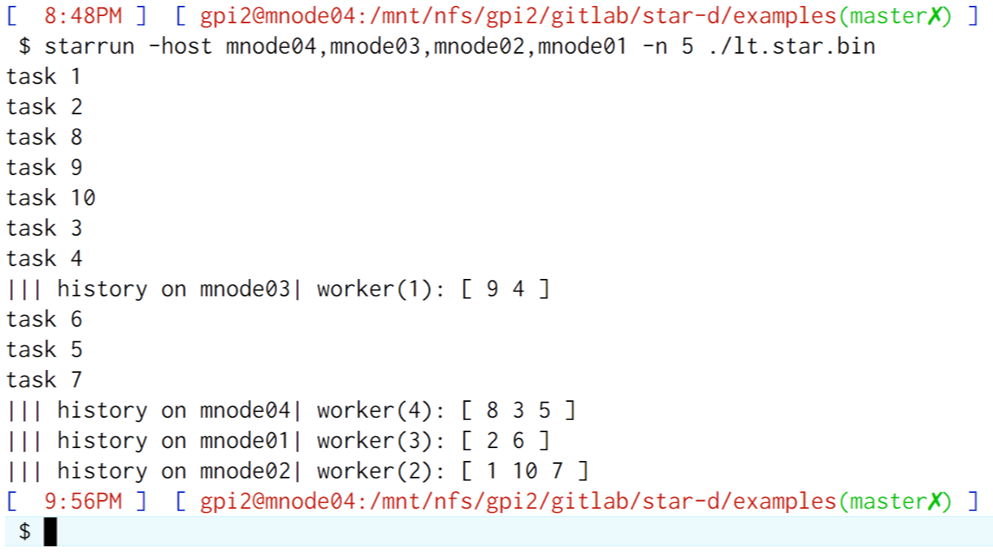 [  8:48PM ]  [ gpi2@mnode04:/mnt/nfs/gpi2/gitlab/star-d/examples(master✗) ]
$ starrun -host mnode04,mnode03,mnode02,mnode01 -n 5 ./lt.star.bin
task 1
task 2
task 8
task 9
task 10
task 3
task 4
||| history on mnode03| worker(1): [ 9 4 ]
task 6
task 5
task 7
||| history on mnode04| worker(4): [ 8 3 5 ]
||| history on mnode01| worker(3): [ 2 6 ]
||| history on mnode02| worker(2): [ 1 10 7 ]
[  9:56PM ]  [ gpi2@mnode04:/mnt/nfs/gpi2/gitlab/star-d/examples(master✗) ]
$